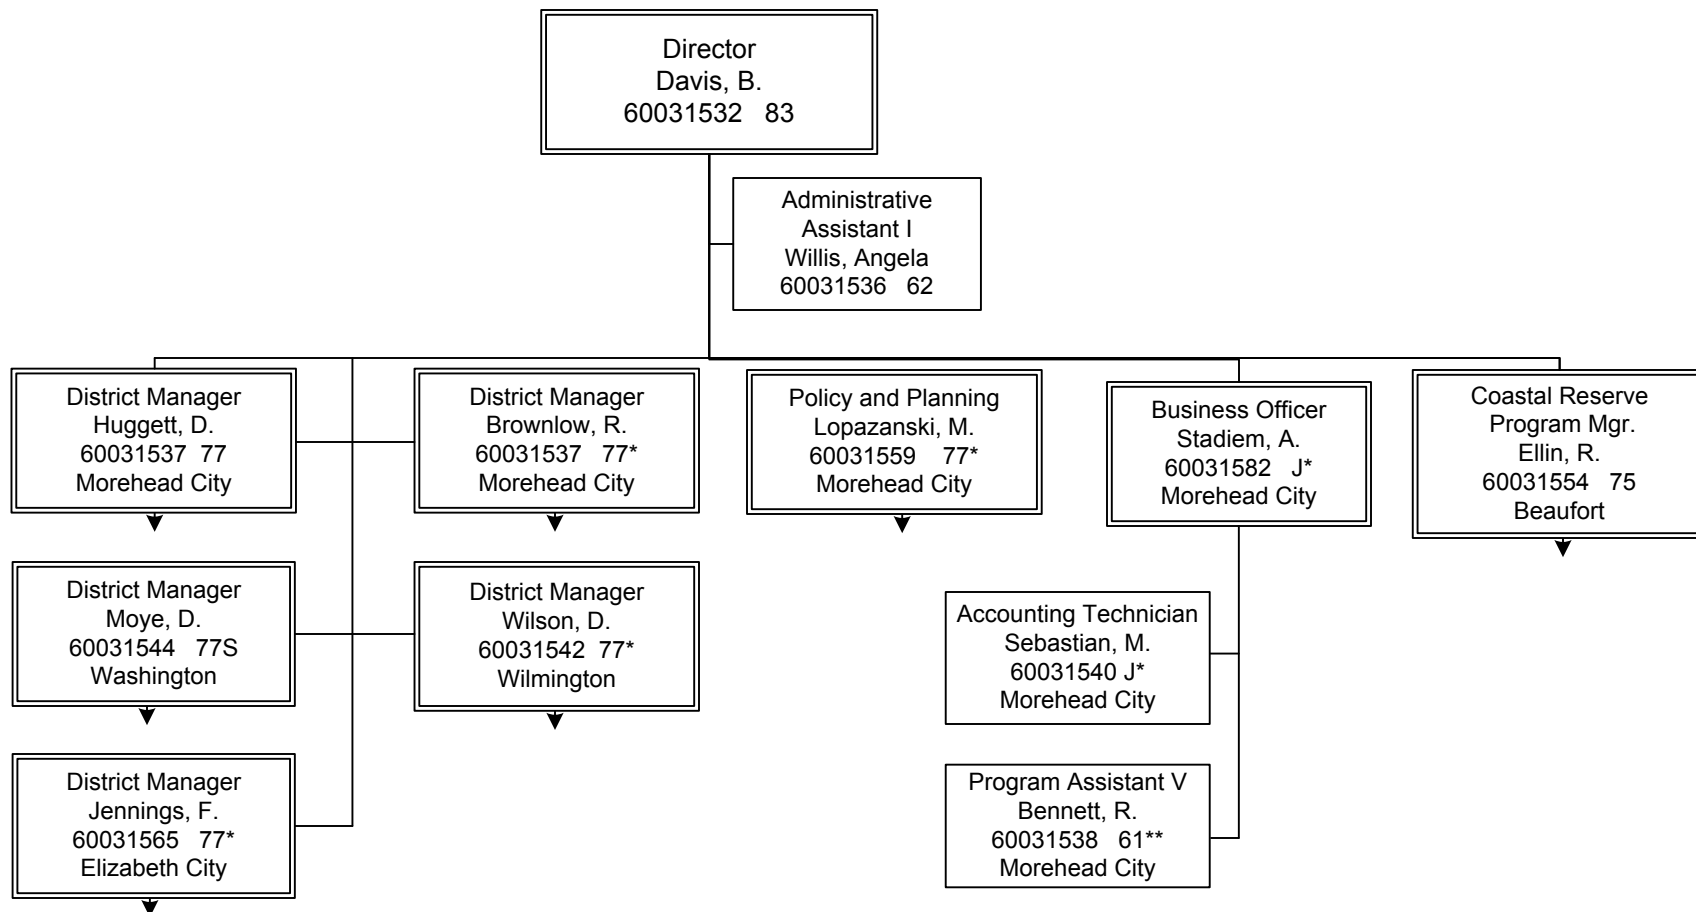 Director
Davis, B.
60031532 83
Administrative
Assistant I
Willis, Angela
60031536 62
District Manager
Huggett, D.
60031537 77
Morehead City
District Manager
Brownlow, R.
60031537 77*
Morehead City
Policy and Planning
Lopazanski, M.
60031559 77*
Morehead City
Business Officer
Stadiem, A.
60031582 J*
Morehead City
Coastal Reserve
Program Mgr.
Ellin, R.
60031554 75
Beaufort
District Manager
Moye, D.
60031544 77S
Washington
District Manager
Wilson, D.
60031542 77*
Wilmington
Accounting Technician
Sebastian, M.
60031540 J*
Morehead City
District Manager
Jennings, F.
60031565 77*
Elizabeth City
Program Assistant V
Bennett, R.
60031538 61**
Morehead City